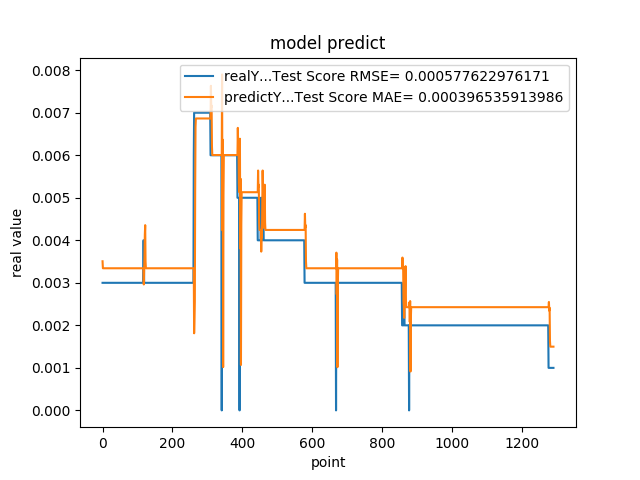 model predict
realY...Test Score RMSE= 0.000577622976171
predictY...Test Score MAE= 0.000396535913986
0.008
0.007
0.006
0.005
0.004
0.003
0.002
0.001
0.000
real value
0 200 400 600 800 1000 1200
point